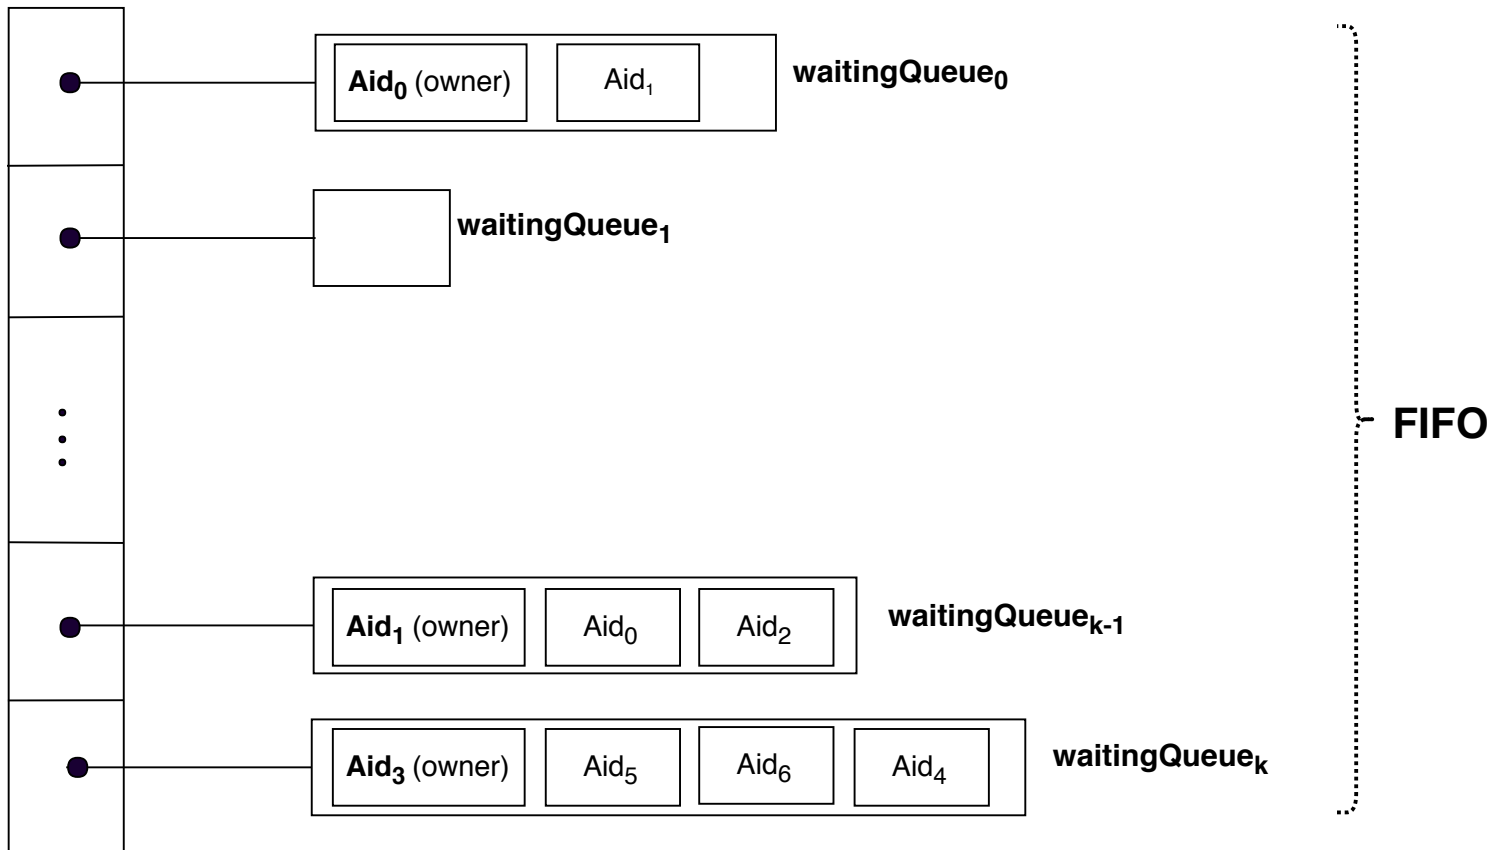 Aid₀ (owner) Aid₁ waitingQueue₀
waitingQueue₁
FIFO
Aid₁ (owner) Aid₀ Aid₂ waitingQueueₖ₋₁
Aid₃ (owner) Aid₅ Aid₆ Aid₄ waitingQueueₖ